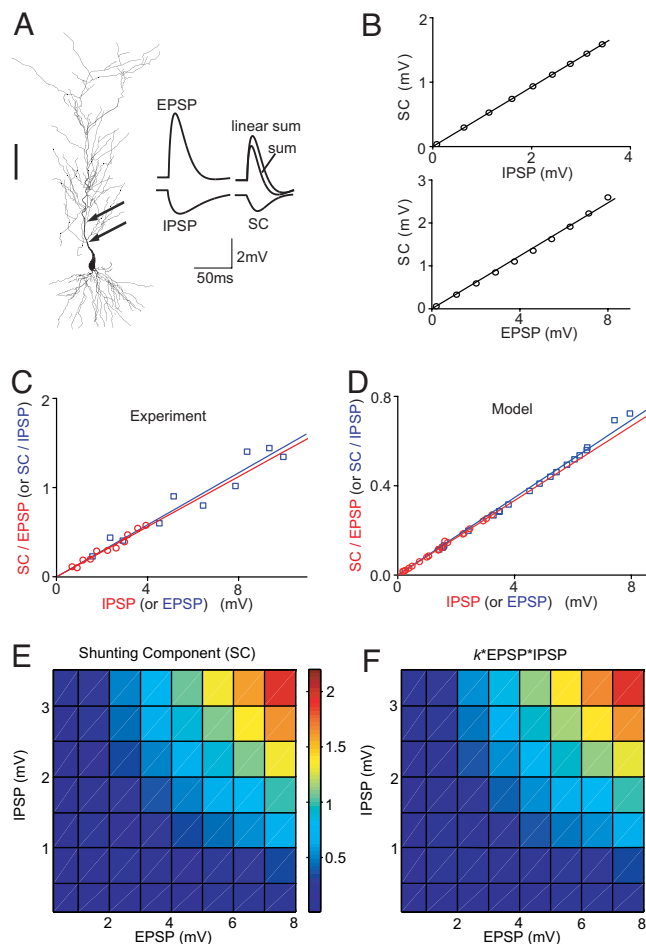 A
EPSP
IPSP
linear sum
sum
SC
2mV
50ms
B
SC (mV)
2
1
0
0
2
4
IPSP (mV)
SC (mV)
3
2
1
0
0
4
8
EPSP (mV)
C
Experiment
SC / EPSP (or SC / IPSP)
2
1
0
0
4
8
IPSP (or EPSP) (mV)
D
Model
SC / EPSP (or SC / IPSP)
0.8
0.4
0.0
0
4
8
IPSP (or EPSP) (mV)
E
Shunting Component (SC)
IPSP (mV)
3
2
1
2
4
6
8
EPSP (mV)
2
1.5
1
0.5
F
k*EPSP*IPSP
IPSP (mV)
3
2
1
2
4
6
8
EPSP (mV)